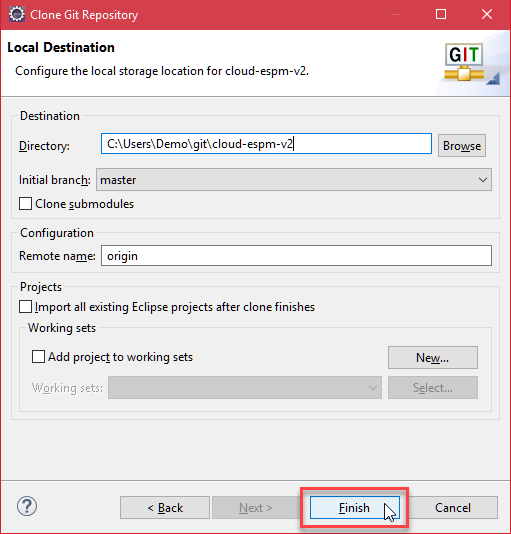 Clone Git Repository
Local Destination
Configure the local storage location for cloud-espm-v2.
GIT
Destination
Directory: C:\Users\Demo\git\cloud-espm-v2 Browse
Initial branch: master
Clone submodules
Configuration
Remote name: origin
Projects
Import all existing Eclipse projects after clone finishes
Working sets
Add project to working sets New...
Working sets: Select...
? < Back Next > Finish Cancel